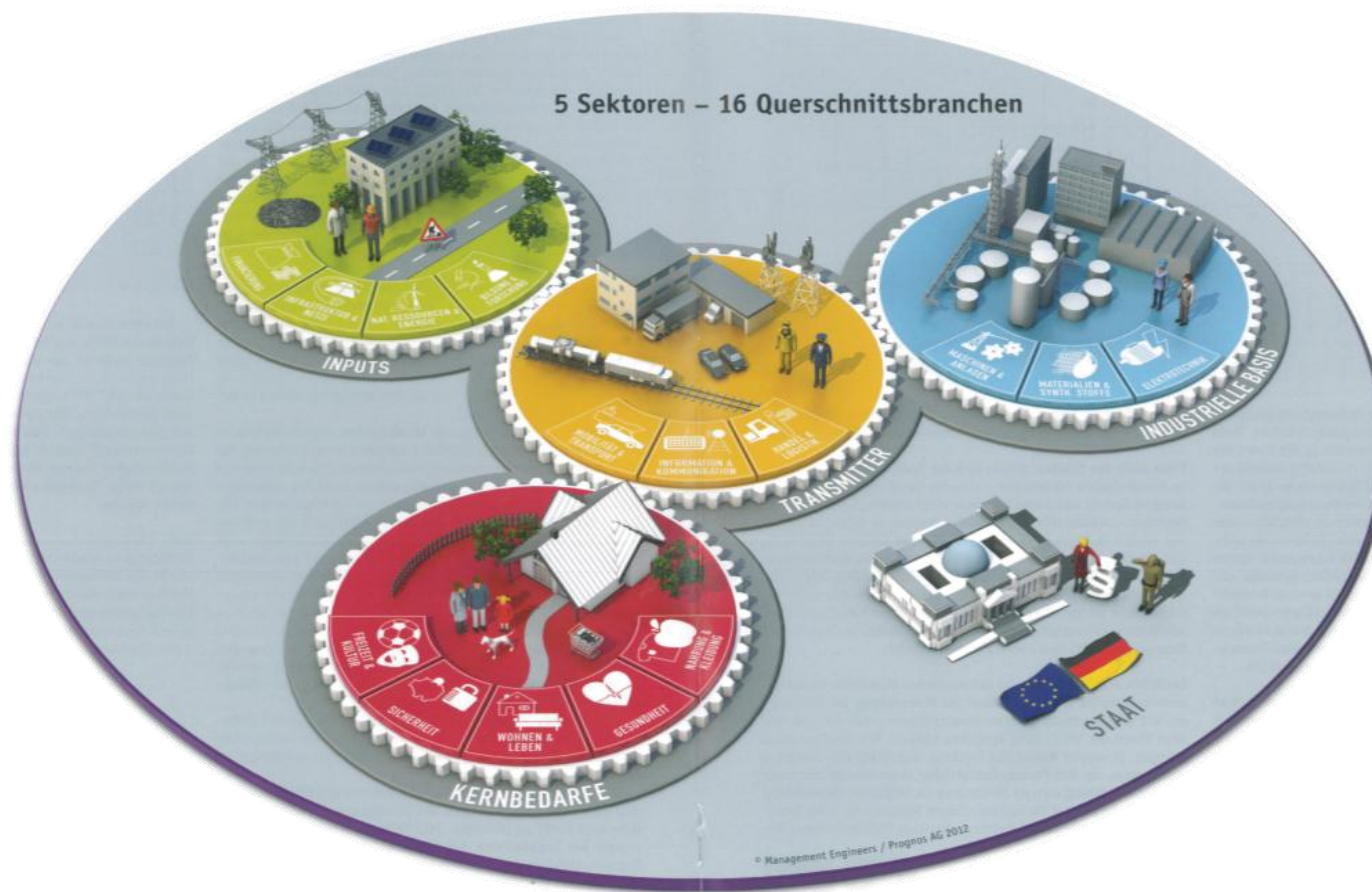 5 Sektoren – 16 Querschnittsbranchen
FINANZIERUNG
INFRASTRUKTUR &
NETZE
NAT. RESSOURCEN &
ENERGIE
BILDUNG &
FORSCHUNG
INPUTS
MOBILITÄT &
TRANSPORT
INFORMATION &
KOMMUNIKATION
HANDEL &
LOGISTIK
TRANSMITTER
MASCHINEN &
ANLAGEN
MATERIALIEN &
SYNTH. STOFFE
ELEKTROTECHNIK
INDUSTRIELLE BASIS
FREIZEIT &
KULTUR
SICHERHEIT
WOHNEN &
LEBEN
GESUNDHEIT
NAHRUNG &
KLEIDUNG
KERNBEDARFE
§
STAAT
© Management Engineers / Prognos AG 2012